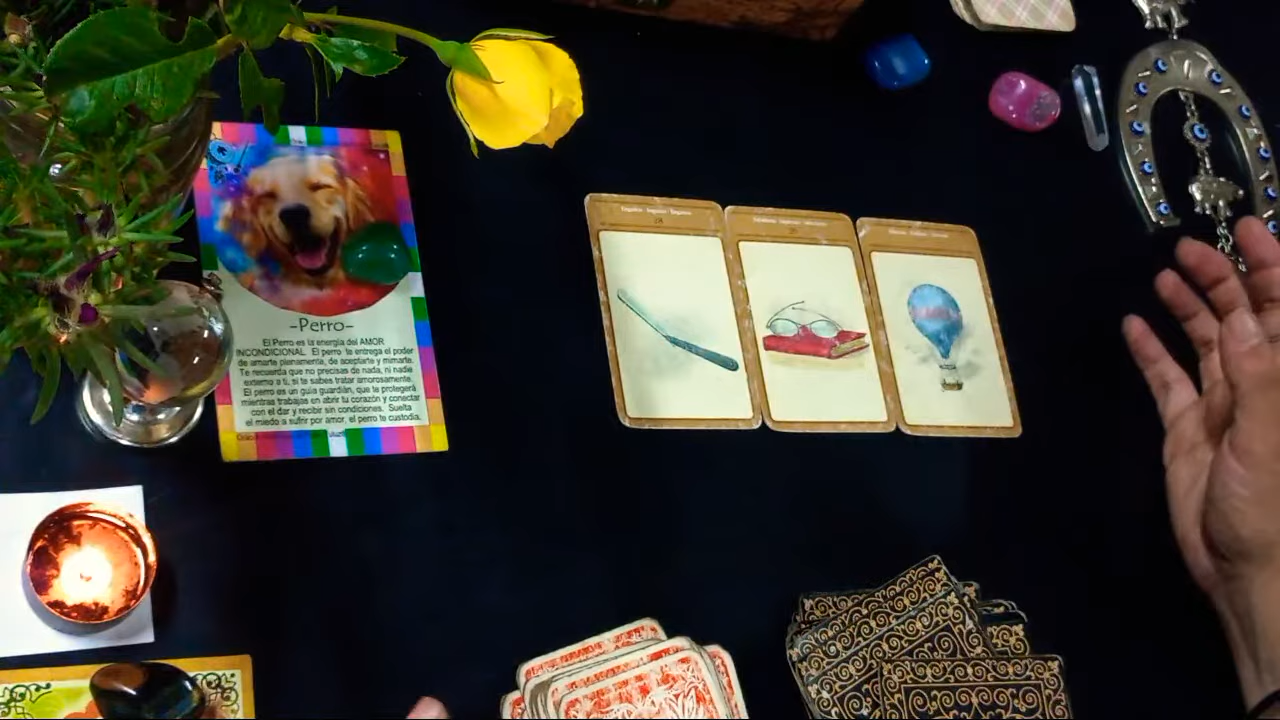 -Perro-
El Perro es la energía del AMOR
INCONDICIONAL. El perro te entrega el poder
de amarte plenamente, de aceptarte y mimarte.
Te recuerda que no precisas de nada, ni nadie
externo a ti, si te sabes tratar amorosamente.
El perro es un guía guardián, que te protegerá
mientras trabajas en abrir tu corazón y conectar
con el dar y recibir sin condiciones. Suelta
el miedo a sufrir por amor, el perro te custodia.